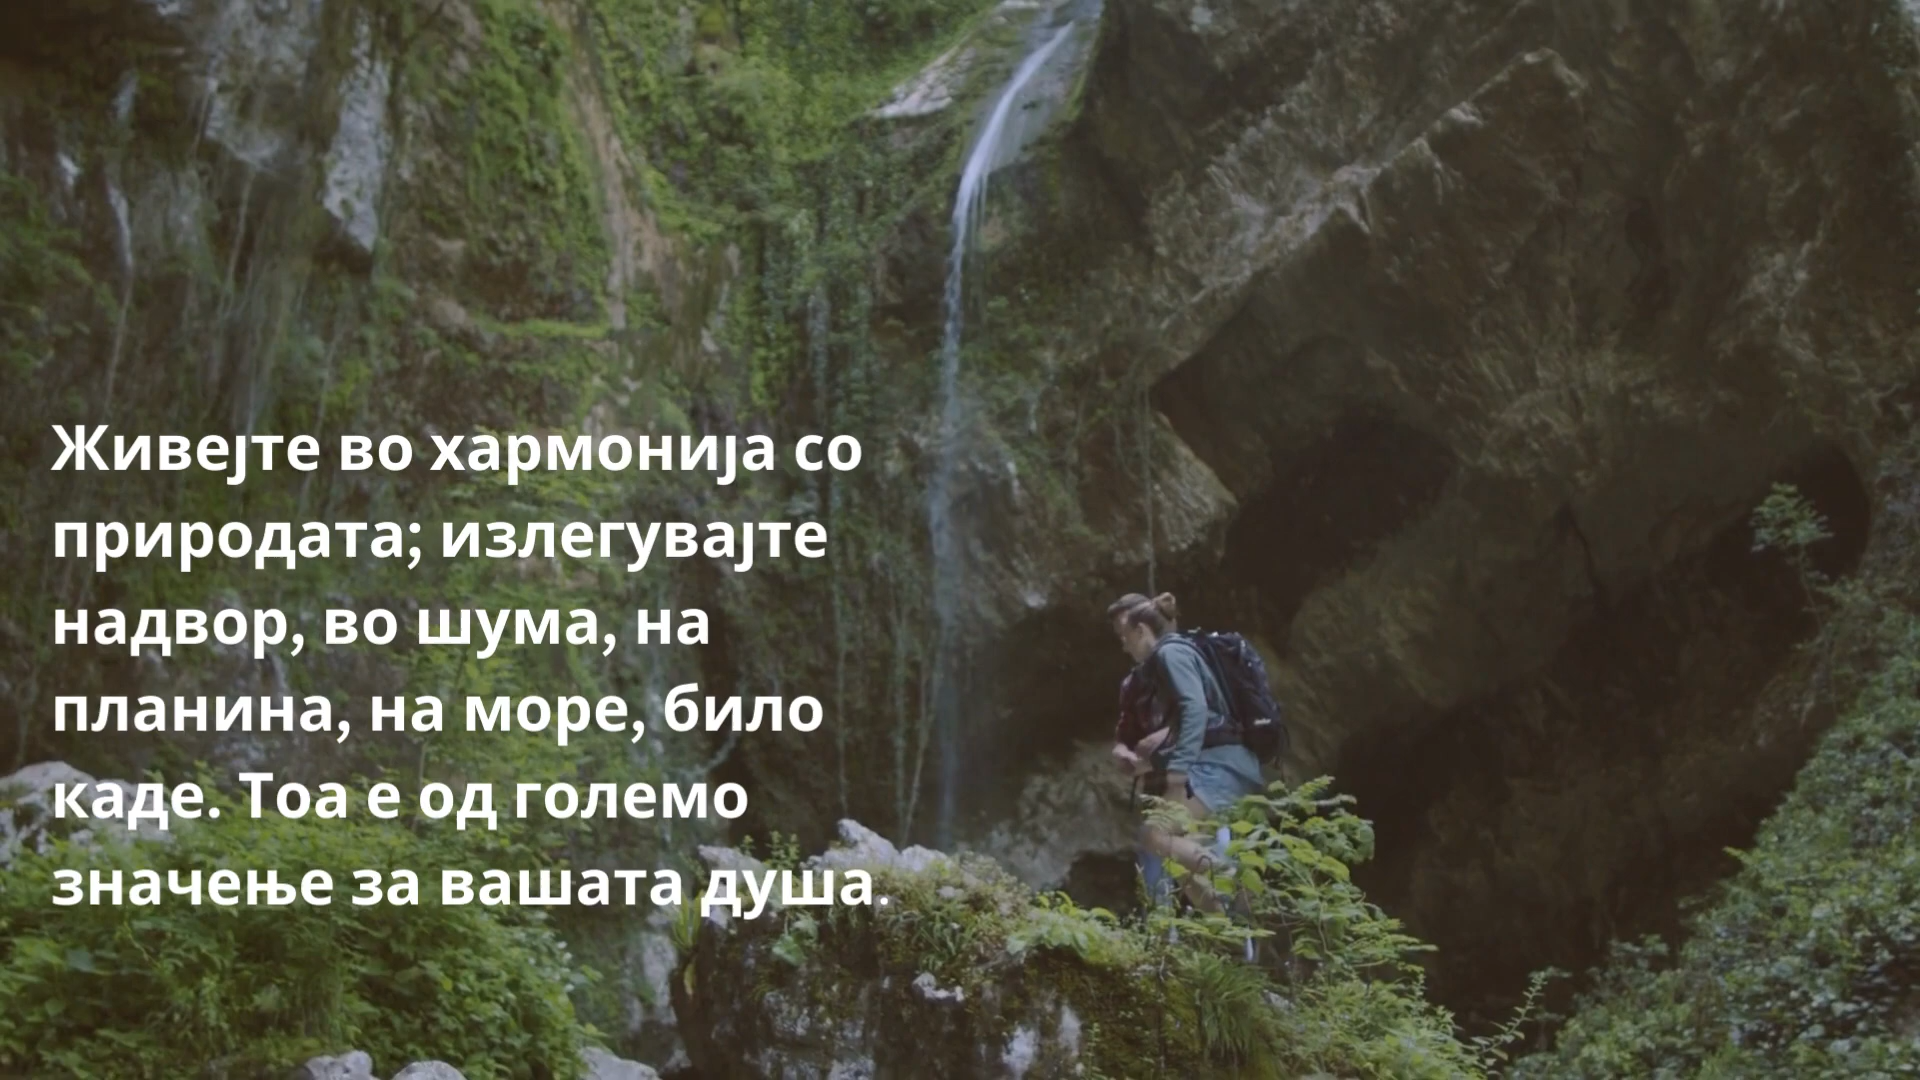 Живејте во хармонија со
природата; излегувајте
надвор, во шума, на
планина, на море, било
каде. Тоа е од големо
значење за вашата душа.